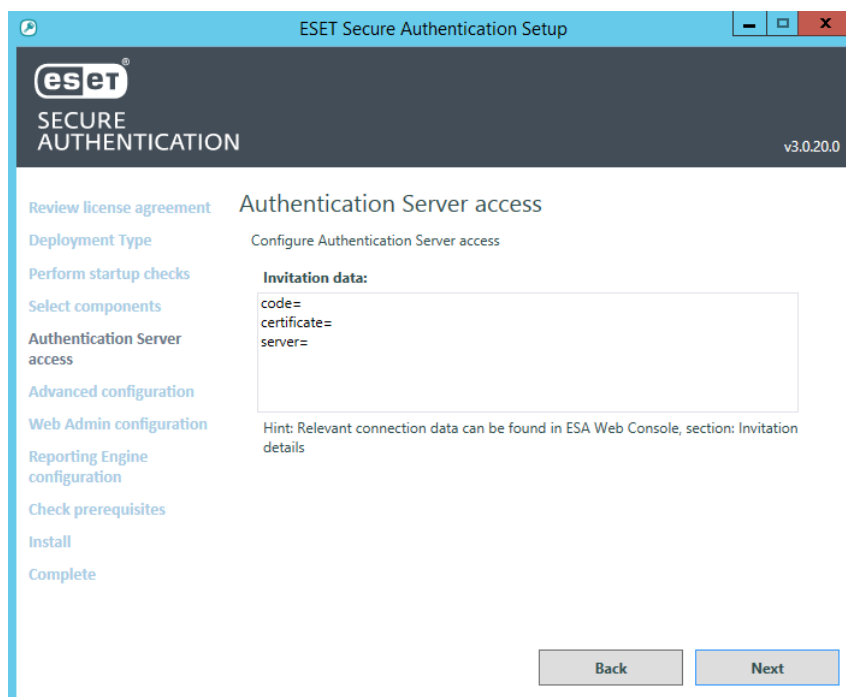 ESET Secure Authentication Setup
eset®
SECURE
AUTHENTICATION
v3.0.20.0
Review license agreement
Deployment Type
Perform startup checks
Select components
Authentication Server
access
Advanced configuration
Web Admin configuration
Reporting Engine
configuration
Check prerequisites
Install
Complete
Authentication Server access
Configure Authentication Server access
Invitation data:
code=
certificate=
server=
Hint: Relevant connection data can be found in ESA Web Console, section: Invitation
details
Back
Next